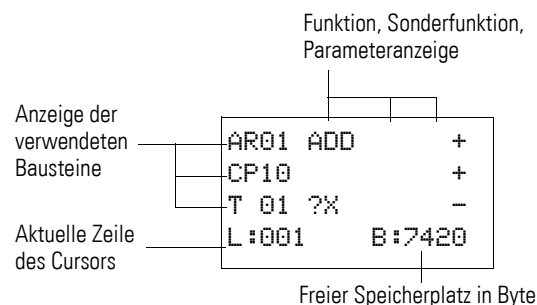 Funktion, Sonderfunktion,
Parameteranzeige
Anzeige der
verwendeten
Bausteine
AR01 ADD +
CP10 +
T 01 ?X -
L:001 B:7420
Aktuelle Zeile
des Cursors
Freier Speicherplatz in Byte